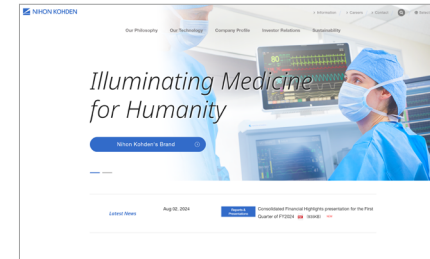 NIHON KOHDEN
Information
Careers
Contact
Select
Our Philosophy
Our Technology
Company Profile
Investor Relations
Sustainability
80
Illuminating Medicine
for Humanity
Nihon Kohden's Brand
Latest News
Aug 02, 2024
Reports &
Presentations
Consolidated Financial Highlights presentation for the First
Quarter of FY2024